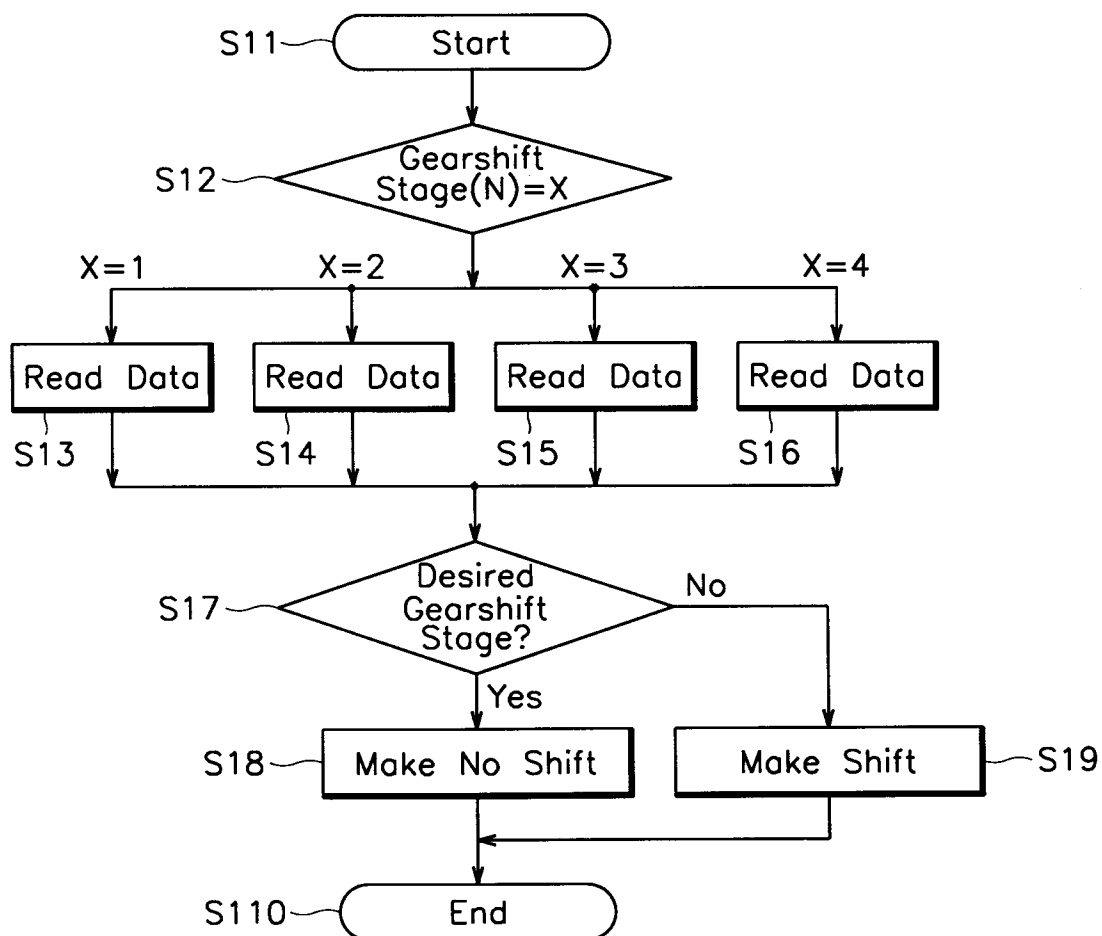 S11
Start
S12
Gearshift
Stage(N)=X
X=1
X=2
X=3
X=4
Read Data
Read Data
Read Data
Read Data
S13
S14
S15
S16
S17
Desired
Gearshift
Stage?
No
Yes
S18
Make No Shift
Make Shift
S19
S110
End